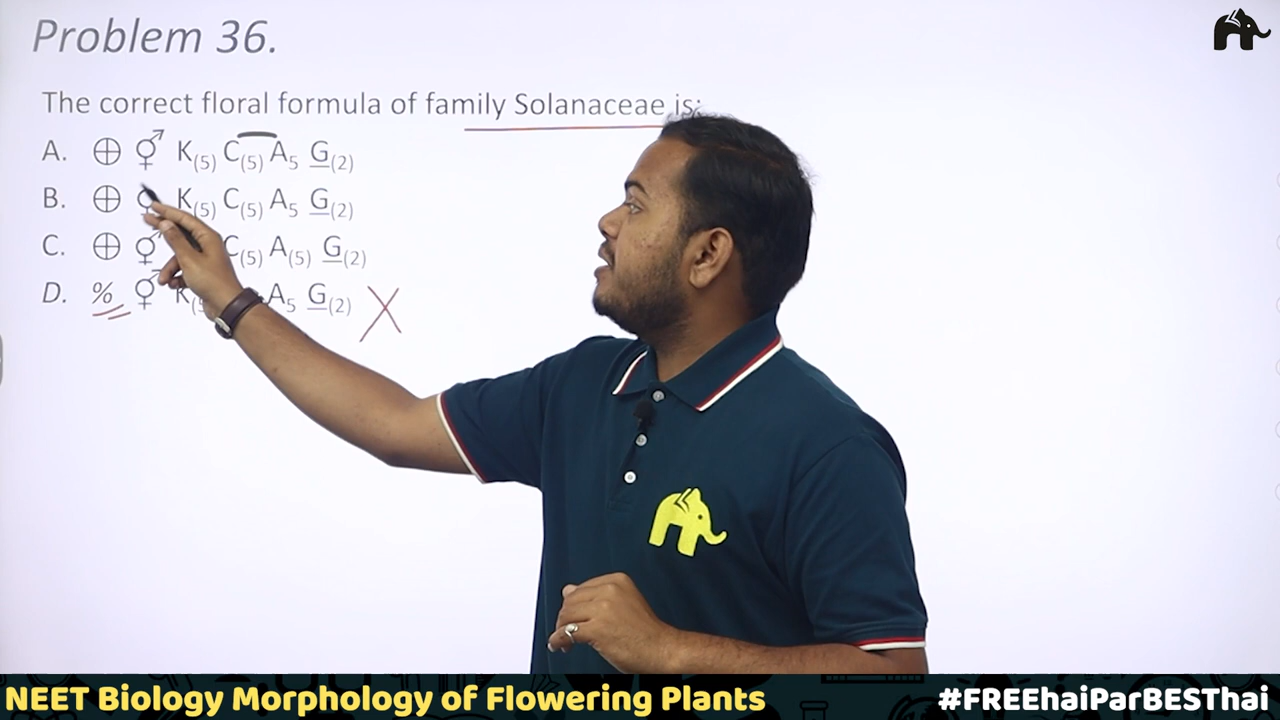 Problem 36.
The correct floral formula of family Solanaceae is:
A. ⊕ ⚥ K(5) C(5) A5 G(2)
B. ⊕ K(5) C(5) A5 G(2)
C. ⊕ C(5) A(5) G(2)
D. % ⚥ A5 G(2)
NEET Biology Morphology of Flowering Plants
#FREEhaiParBESThai